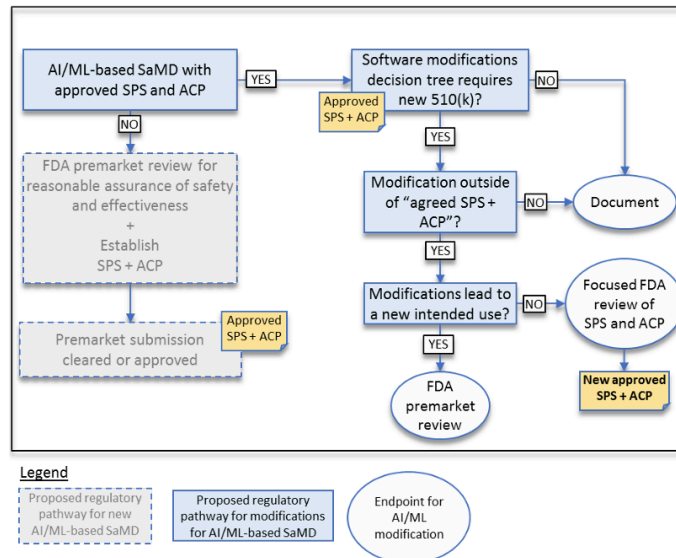 AI/ML-based SaMD with
approved SPS and ACP
YES
Software modifications
decision tree requires
new 510(k)?
NO
Approved
SPS + ACP
NO
YES
FDA premarket review for
reasonable assurance of safety
and effectiveness
+
Establish
SPS + ACP
Modification outside
of “agreed SPS +
ACP”?
NO
Document
YES
Modifications lead to
a new intended use?
NO
Focused FDA
review of
SPS and ACP
Approved
SPS + ACP
Premarket submission
cleared or approved
YES
FDA
premarket
review
New approved
SPS + ACP
Legend
Proposed regulatory
pathway for new
AI/ML-based SaMD
Proposed regulatory
pathway for modifications
for AI/ML-based SaMD
Endpoint for
AI/ML
modification